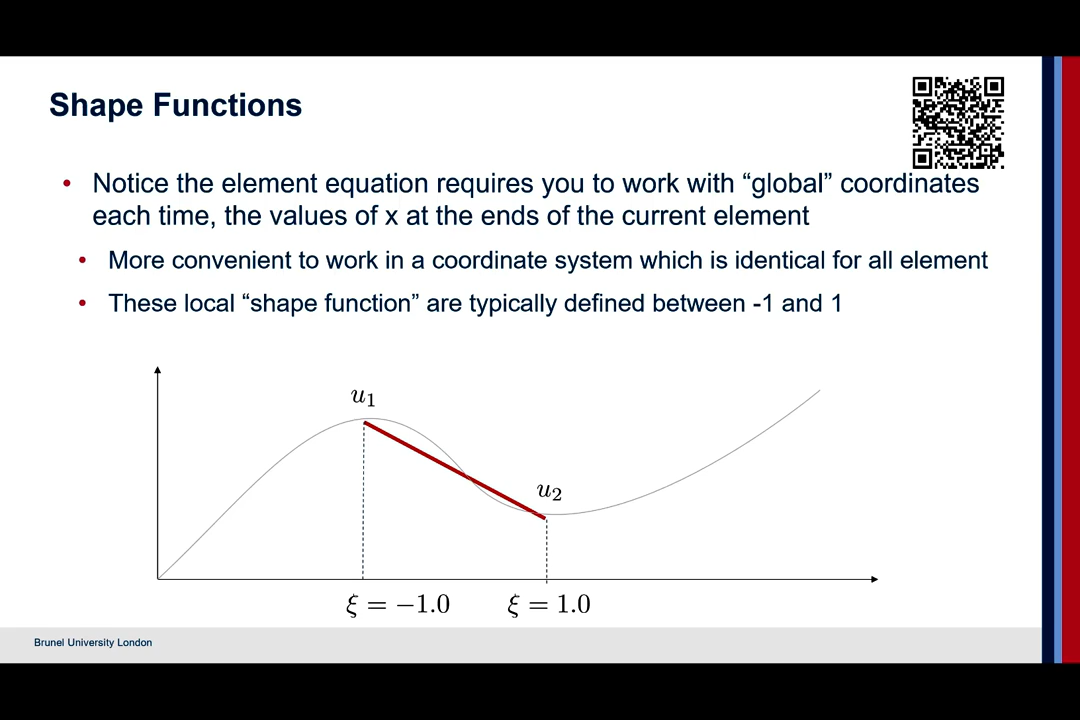 Shape Functions
• Notice the element equation requires you to work with “global” coordinates
each time, the values of x at the ends of the current element
• More convenient to work in a coordinate system which is identical for all element
• These local “shape function” are typically defined between -1 and 1
u₁
u₂
ξ = −1.0 ξ = 1.0
Brunel University London